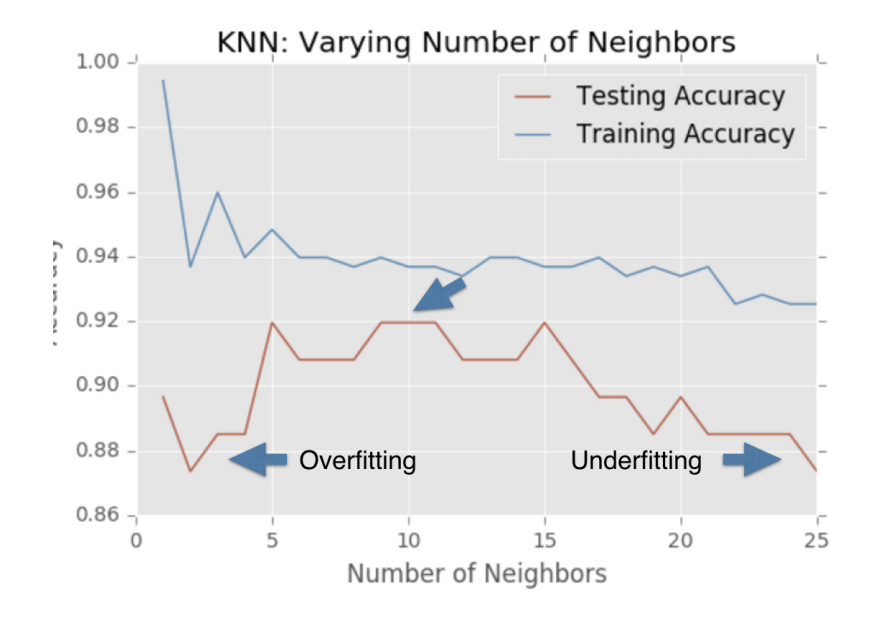 KNN: Varying Number of Neighbors
1.00
0.98
0.96
0.94
0.92
0.90
0.88
0.86
Testing Accuracy
Training Accuracy
Overfitting
Underfitting
0 5 10 15 20 25
Number of Neighbors